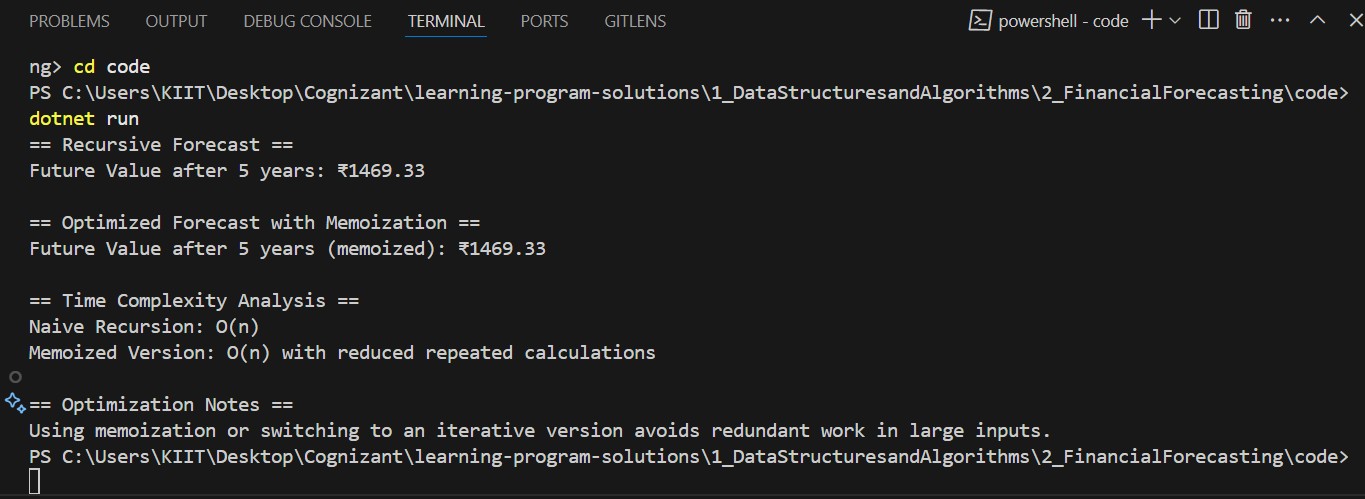 PROBLEMS OUTPUT DEBUG CONSOLE TERMINAL PORTS GITLENS powershell - code
ng> cd code
PS C:\Users\KIIT\Desktop\Cognizant\learning-program-solutions\1_DataStructuresandAlgorithms\2_FinancialForecasting\code>
dotnet run
== Recursive Forecast ==
Future Value after 5 years: ₹1469.33
== Optimized Forecast with Memoization ==
Future Value after 5 years (memoized): ₹1469.33
== Time Complexity Analysis ==
Naive Recursion: O(n)
Memoized Version: O(n) with reduced repeated calculations
== Optimization Notes ==
Using memoization or switching to an iterative version avoids redundant work in large inputs.
PS C:\Users\KIIT\Desktop\Cognizant\learning-program-solutions\1_DataStructuresandAlgorithms\2_FinancialForecasting\code>